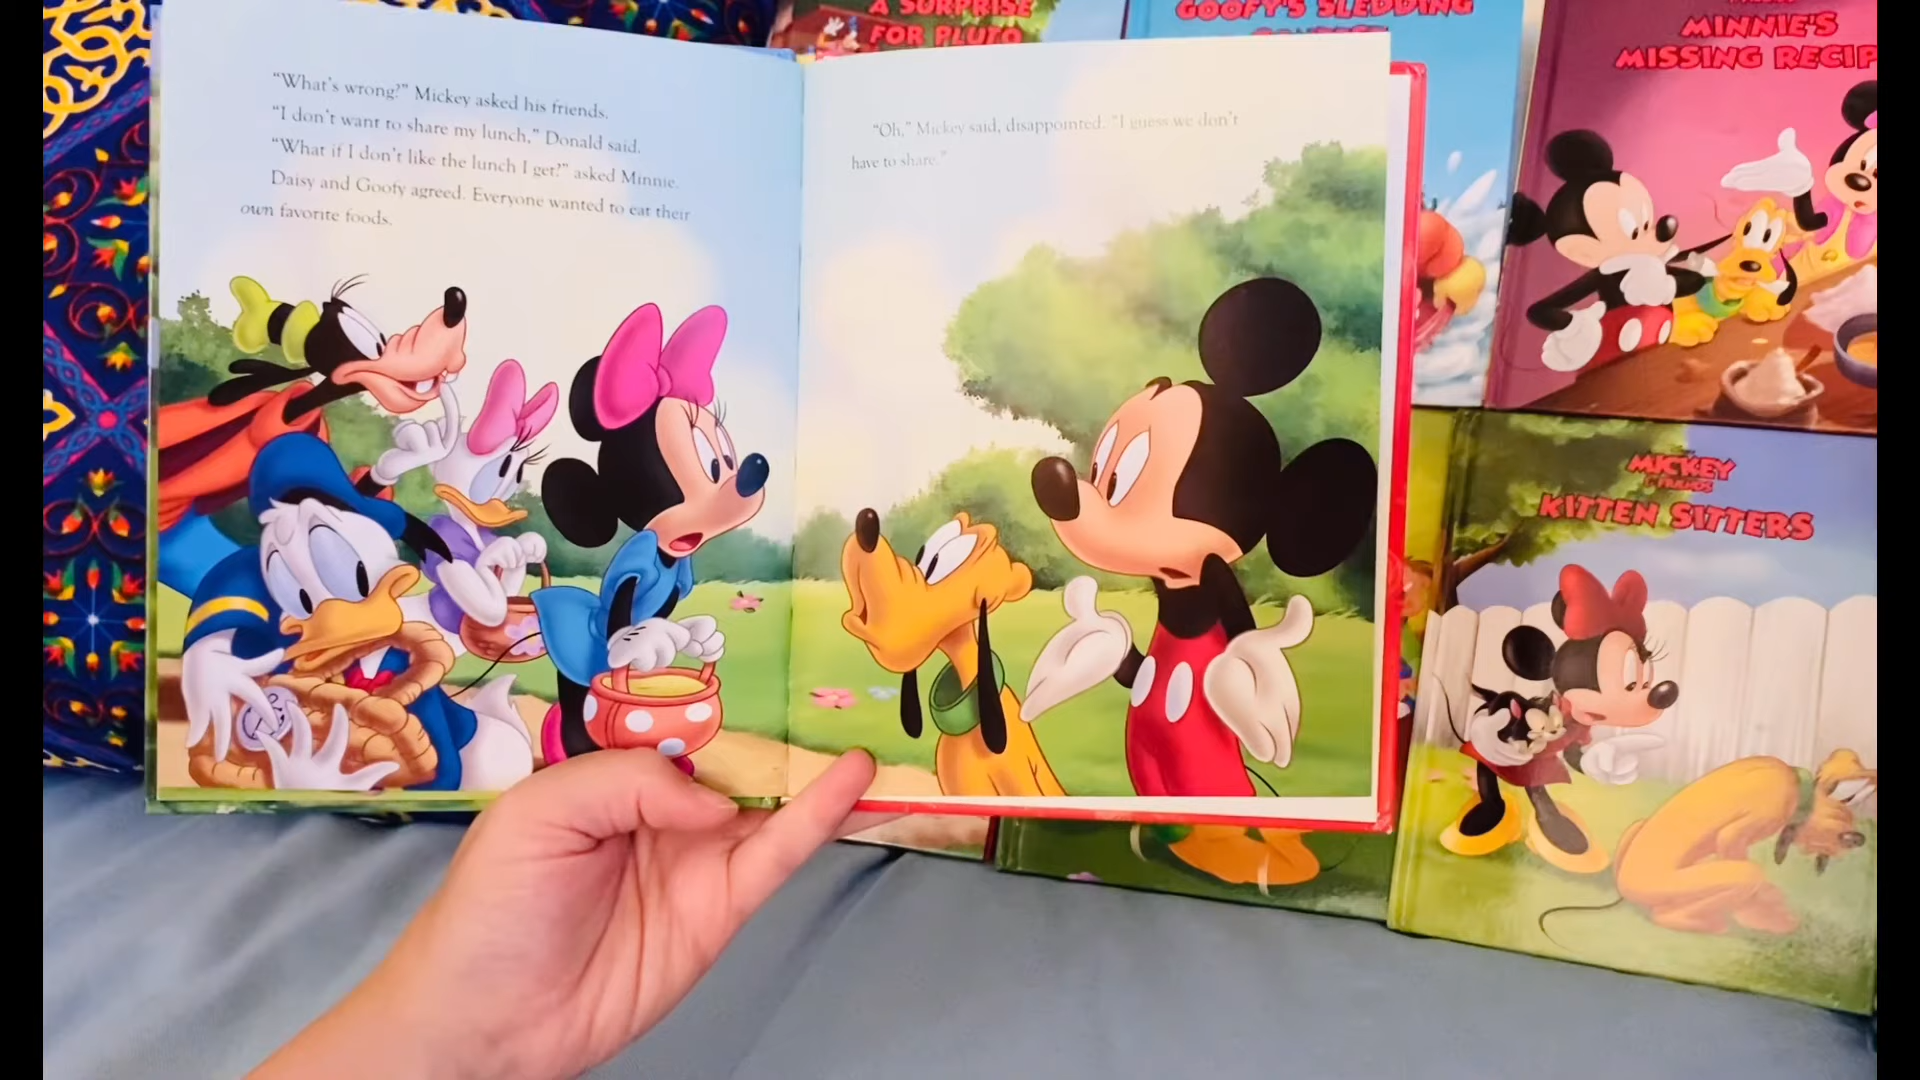 "What's wrong?" Mickey asked his friends.
"I don't want to share my lunch," Donald said.
"What if I don't like the lunch I get?" asked Minnie.
Daisy and Goofy agreed. Everyone wanted to eat their
own favorite foods.
"Oh," Mickey said, disappointed. "I guess we don't
have to share."
A SURPRISE
FOR PLUTO
GOOFY'S SLEDDING
MINNIE'S
MISSING RECIP
MICKEY
& FRIENDS
KITTEN SITTERS